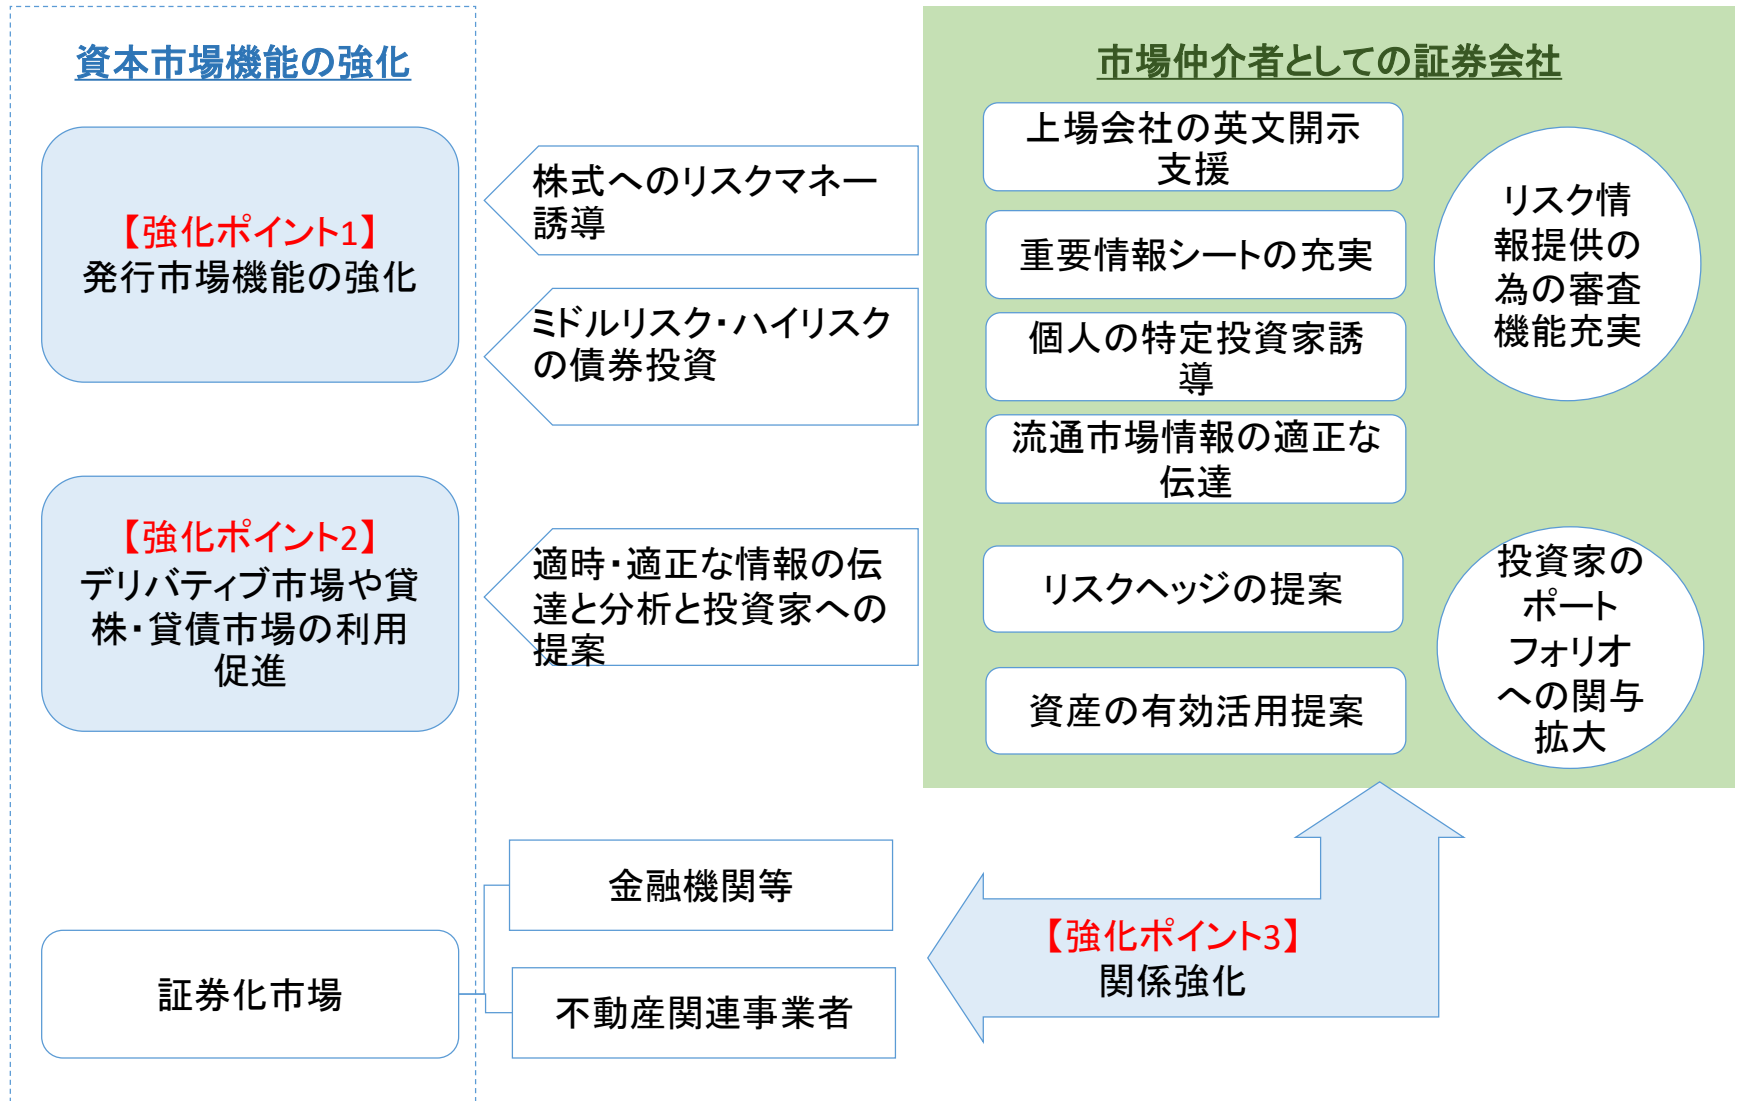 資本市場機能の強化
【強化ポイント1】
発行市場機能の強化
【強化ポイント2】
デリバティブ市場や貸
株・貸債市場の利用
促進
証券化市場
株式へのリスクマネー
誘導
ミドルリスク・ハイリスク
の債券投資
適時・適正な情報の伝
達と分析と投資家への
提案
金融機関等
不動産関連事業者
市場仲介者としての証券会社
上場会社の英文開示
支援
重要情報シートの充実
個人の特定投資家誘
導
流通市場情報の適正な
伝達
リスクヘッジの提案
資産の有効活用提案
リスク情
報提供の
為の審査
機能充実
投資家の
ポート
フォリオ
への関与
拡大
【強化ポイント3】
関係強化